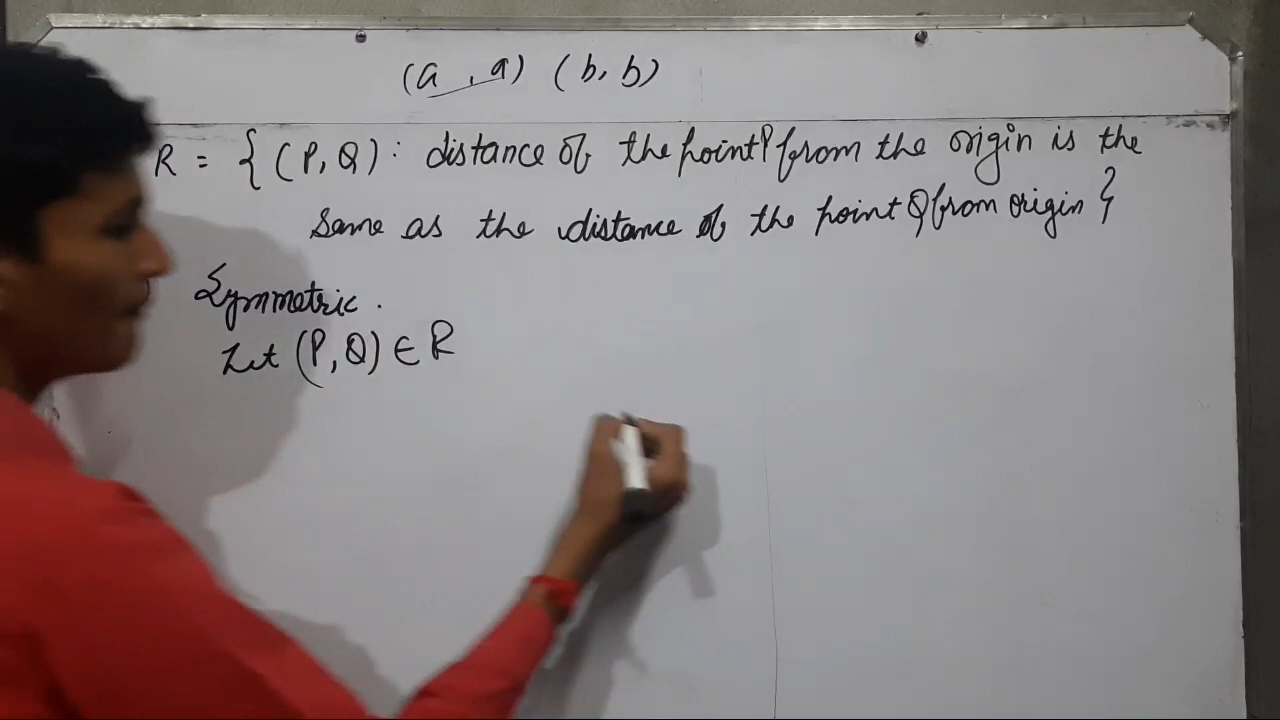 (a , a) (b, b)
R = { (P, Q) : distance of the point P from the origin is the
Same as the distance of the point Q from origin }
Symmetric .
Let (P, Q) ∈ R